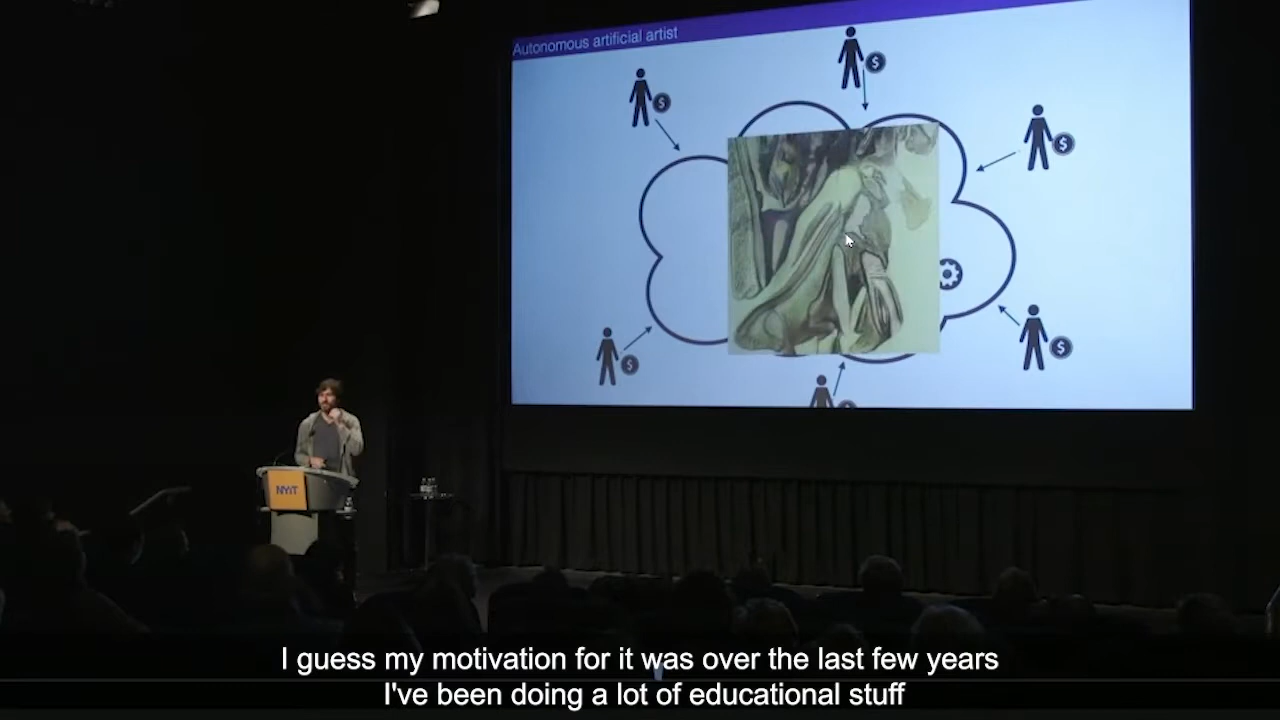 Autonomous artificial artist
$
$
$
$
$
NYiT
I guess my motivation for it was over the last few years
I've been doing a lot of educational stuff